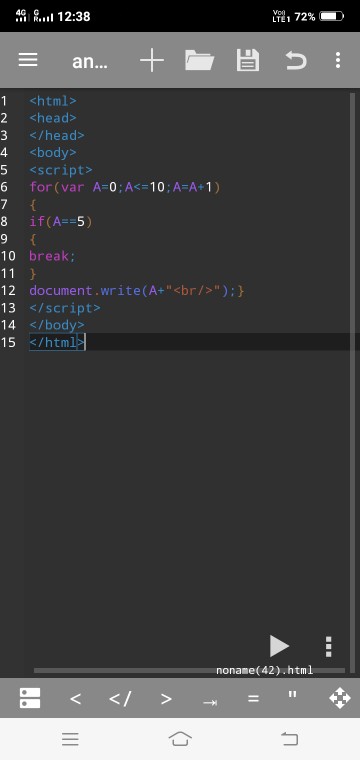 4G G 12:38 Vo)) LTE1 72%
an...
1 <html>
2 <head>
3 </head>
4 <body>
5 <script>
6 for(var A=0;A<=10;A=A+1)
7 {
8 if(A==5)
9 {
10 break;
11 }
12 document.write(A+"<br/>");}
13 </script>
14 </body>
15 </html>
noname(42).html
< </ > = "